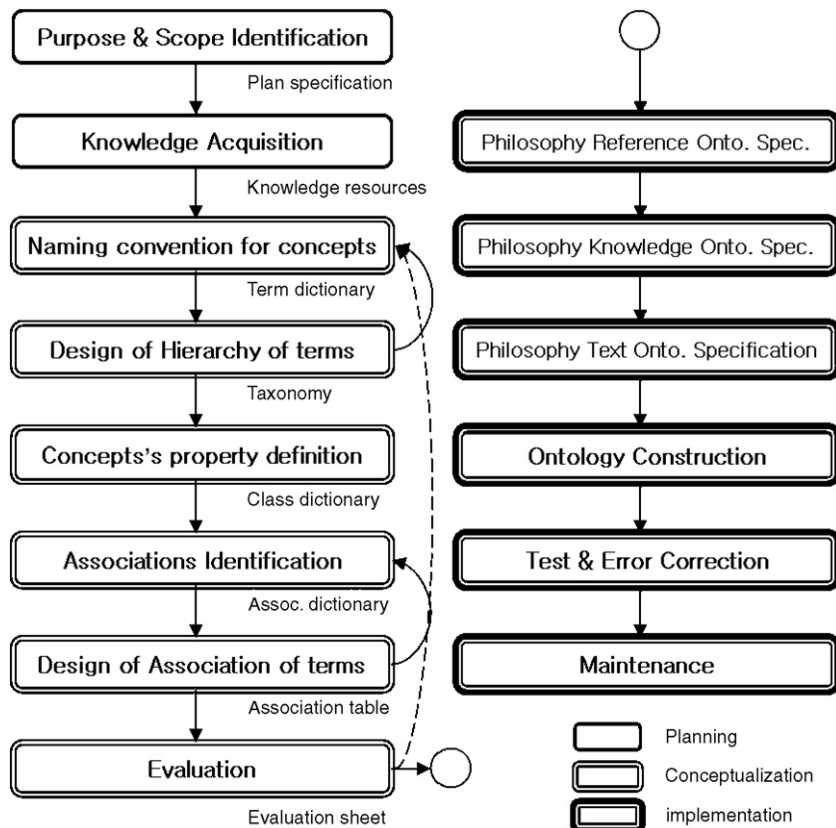 Purpose & Scope Identification
Plan specification
Knowledge Acquisition
Knowledge resources
Naming convention for concepts
Term dictionary
Design of Hierarchy of terms
Taxonomy
Concepts's property definition
Class dictionary
Associations Identification
Assoc. dictionary
Design of Association of terms
Association table
Evaluation
Evaluation sheet
Philosophy Reference Onto. Spec.
Philosophy Knowledge Onto. Spec.
Philosophy Text Onto. Specification
Ontology Construction
Test & Error Correction
Maintenance
Planning
Conceptualization
implementation